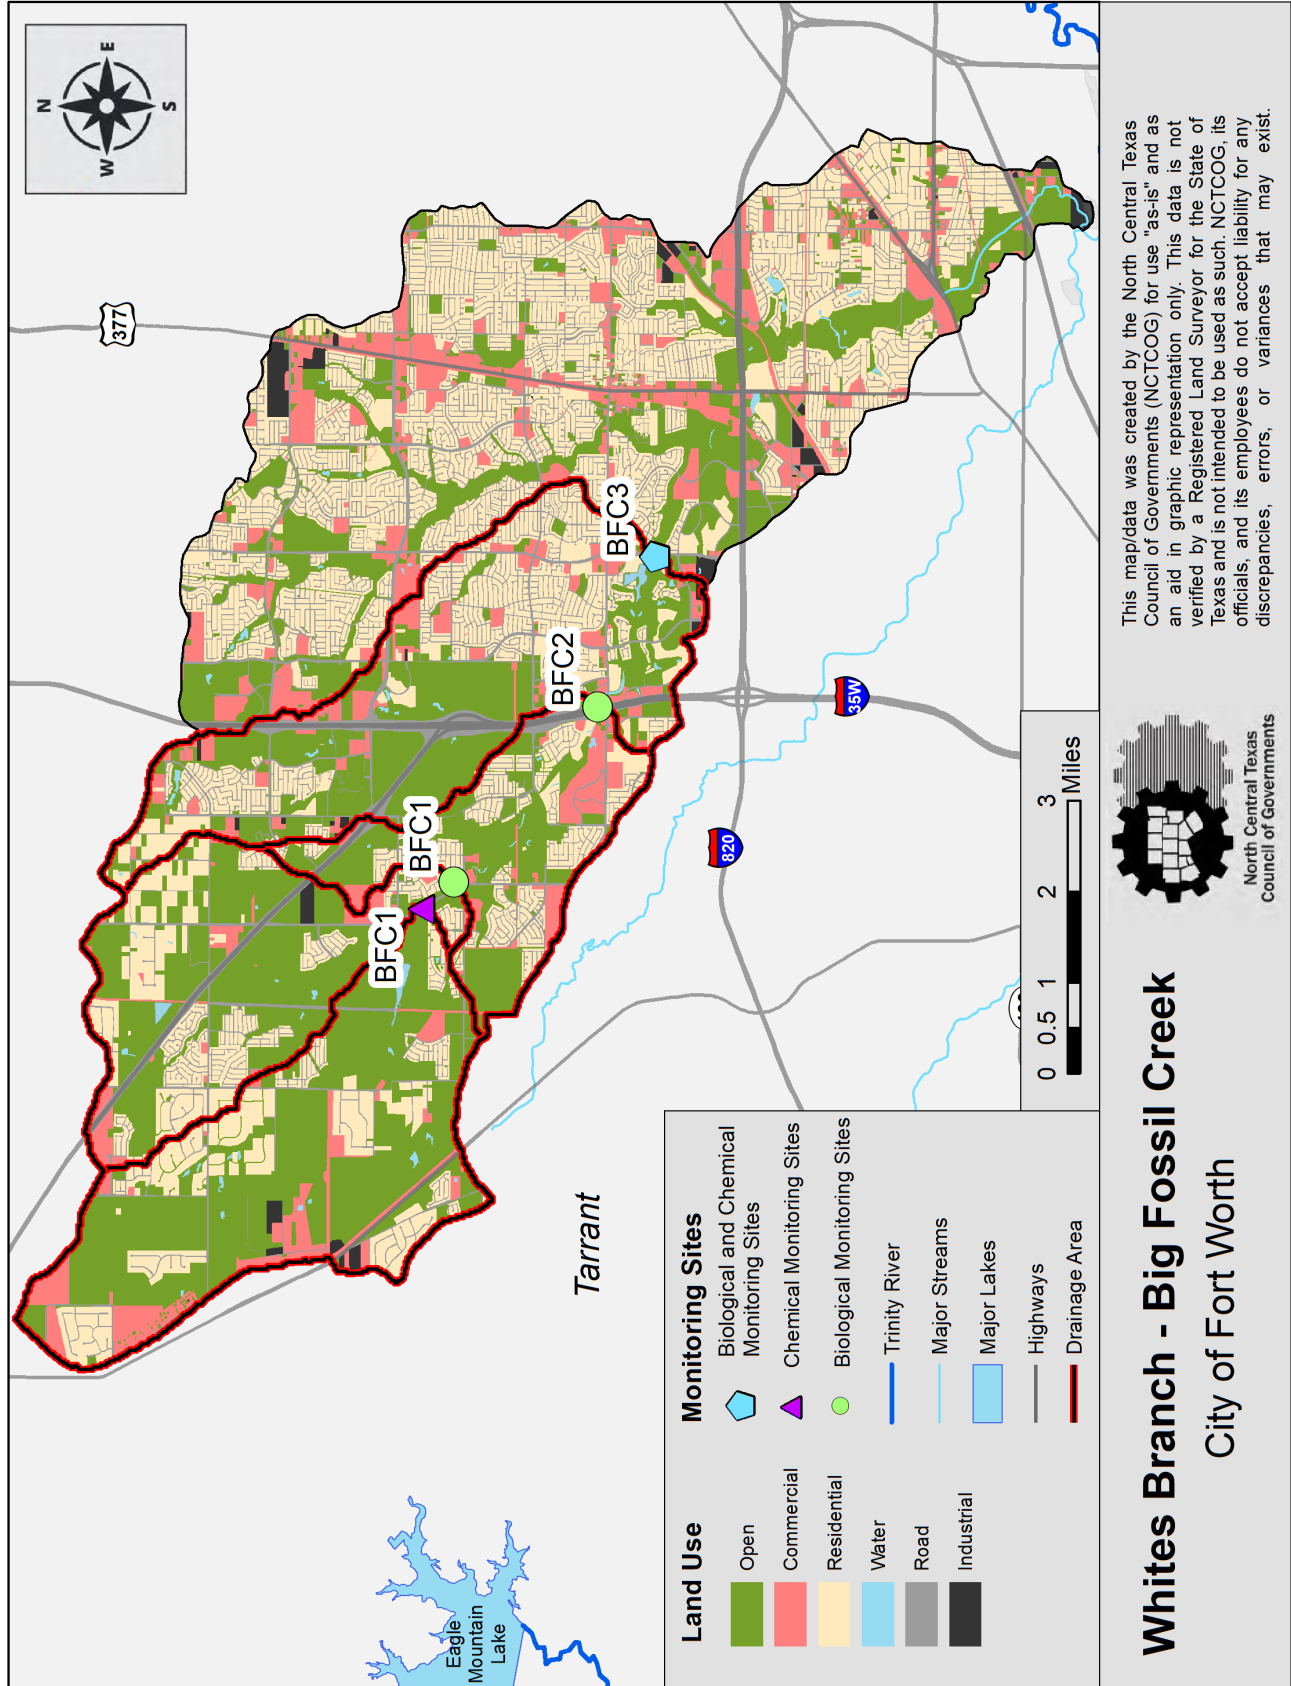 N
W
E
S
377
BFC3
BFC2
BFC1
BFC1
35W
820
Tarrant
Eagle
Mountain
Lake
Land Use
Open
Commercial
Residential
Water
Road
Industrial
Monitoring Sites
Biological and Chemical
Monitoring Sites
Chemical Monitoring Sites
Biological Monitoring Sites
Trinity River
Major Streams
Major Lakes
Highways
Drainage Area
0 0.5 1 2 3
Miles
Whites Branch - Big Fossil Creek
City of Fort Worth
North Central Texas
Council of Governments
This map/data was created by the North Central Texas
Council of Governments (NCTCOG) for use "as-is" and as
an aid in graphic representation only. This data is not
verified by a Registered Land Surveyor for the State of
Texas and is not intended to be used as such. NCTCOG, its
officials, and its employees do not accept liability for any
discrepancies, errors, or variances that may exist.